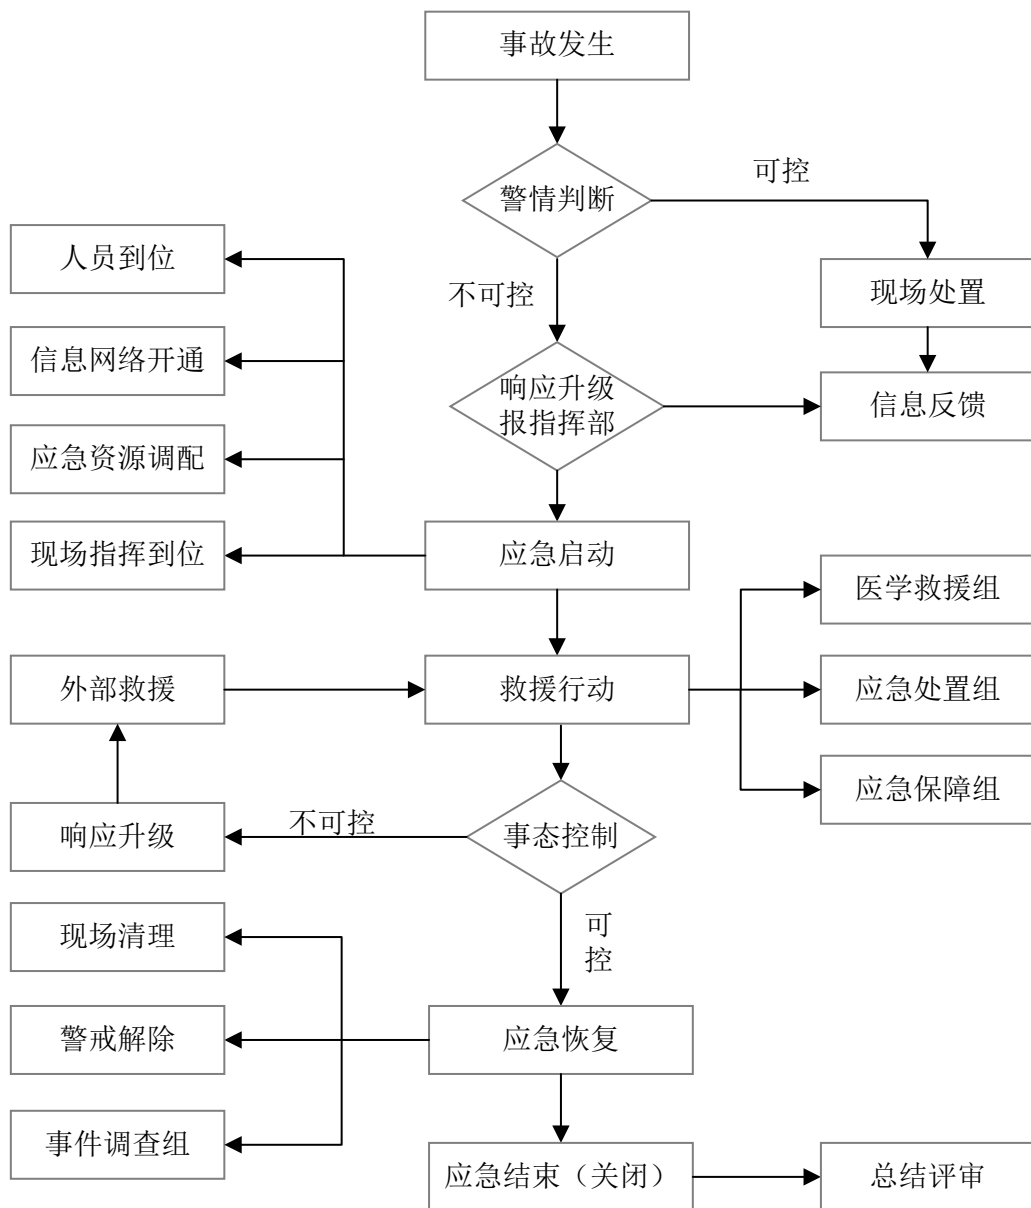 事故发生
警情判断
可控
人员到位
不可控
现场处置
信息网络开通
响应升级
报指挥部
信息反馈
应急资源调配
现场指挥到位
应急启动
医学救援组
外部救援
救援行动
应急处置组
应急保障组
响应升级
不可控
事态控制
可
控
现场清理
警戒解除
应急恢复
事件调查组
应急结束（关闭）
总结评审